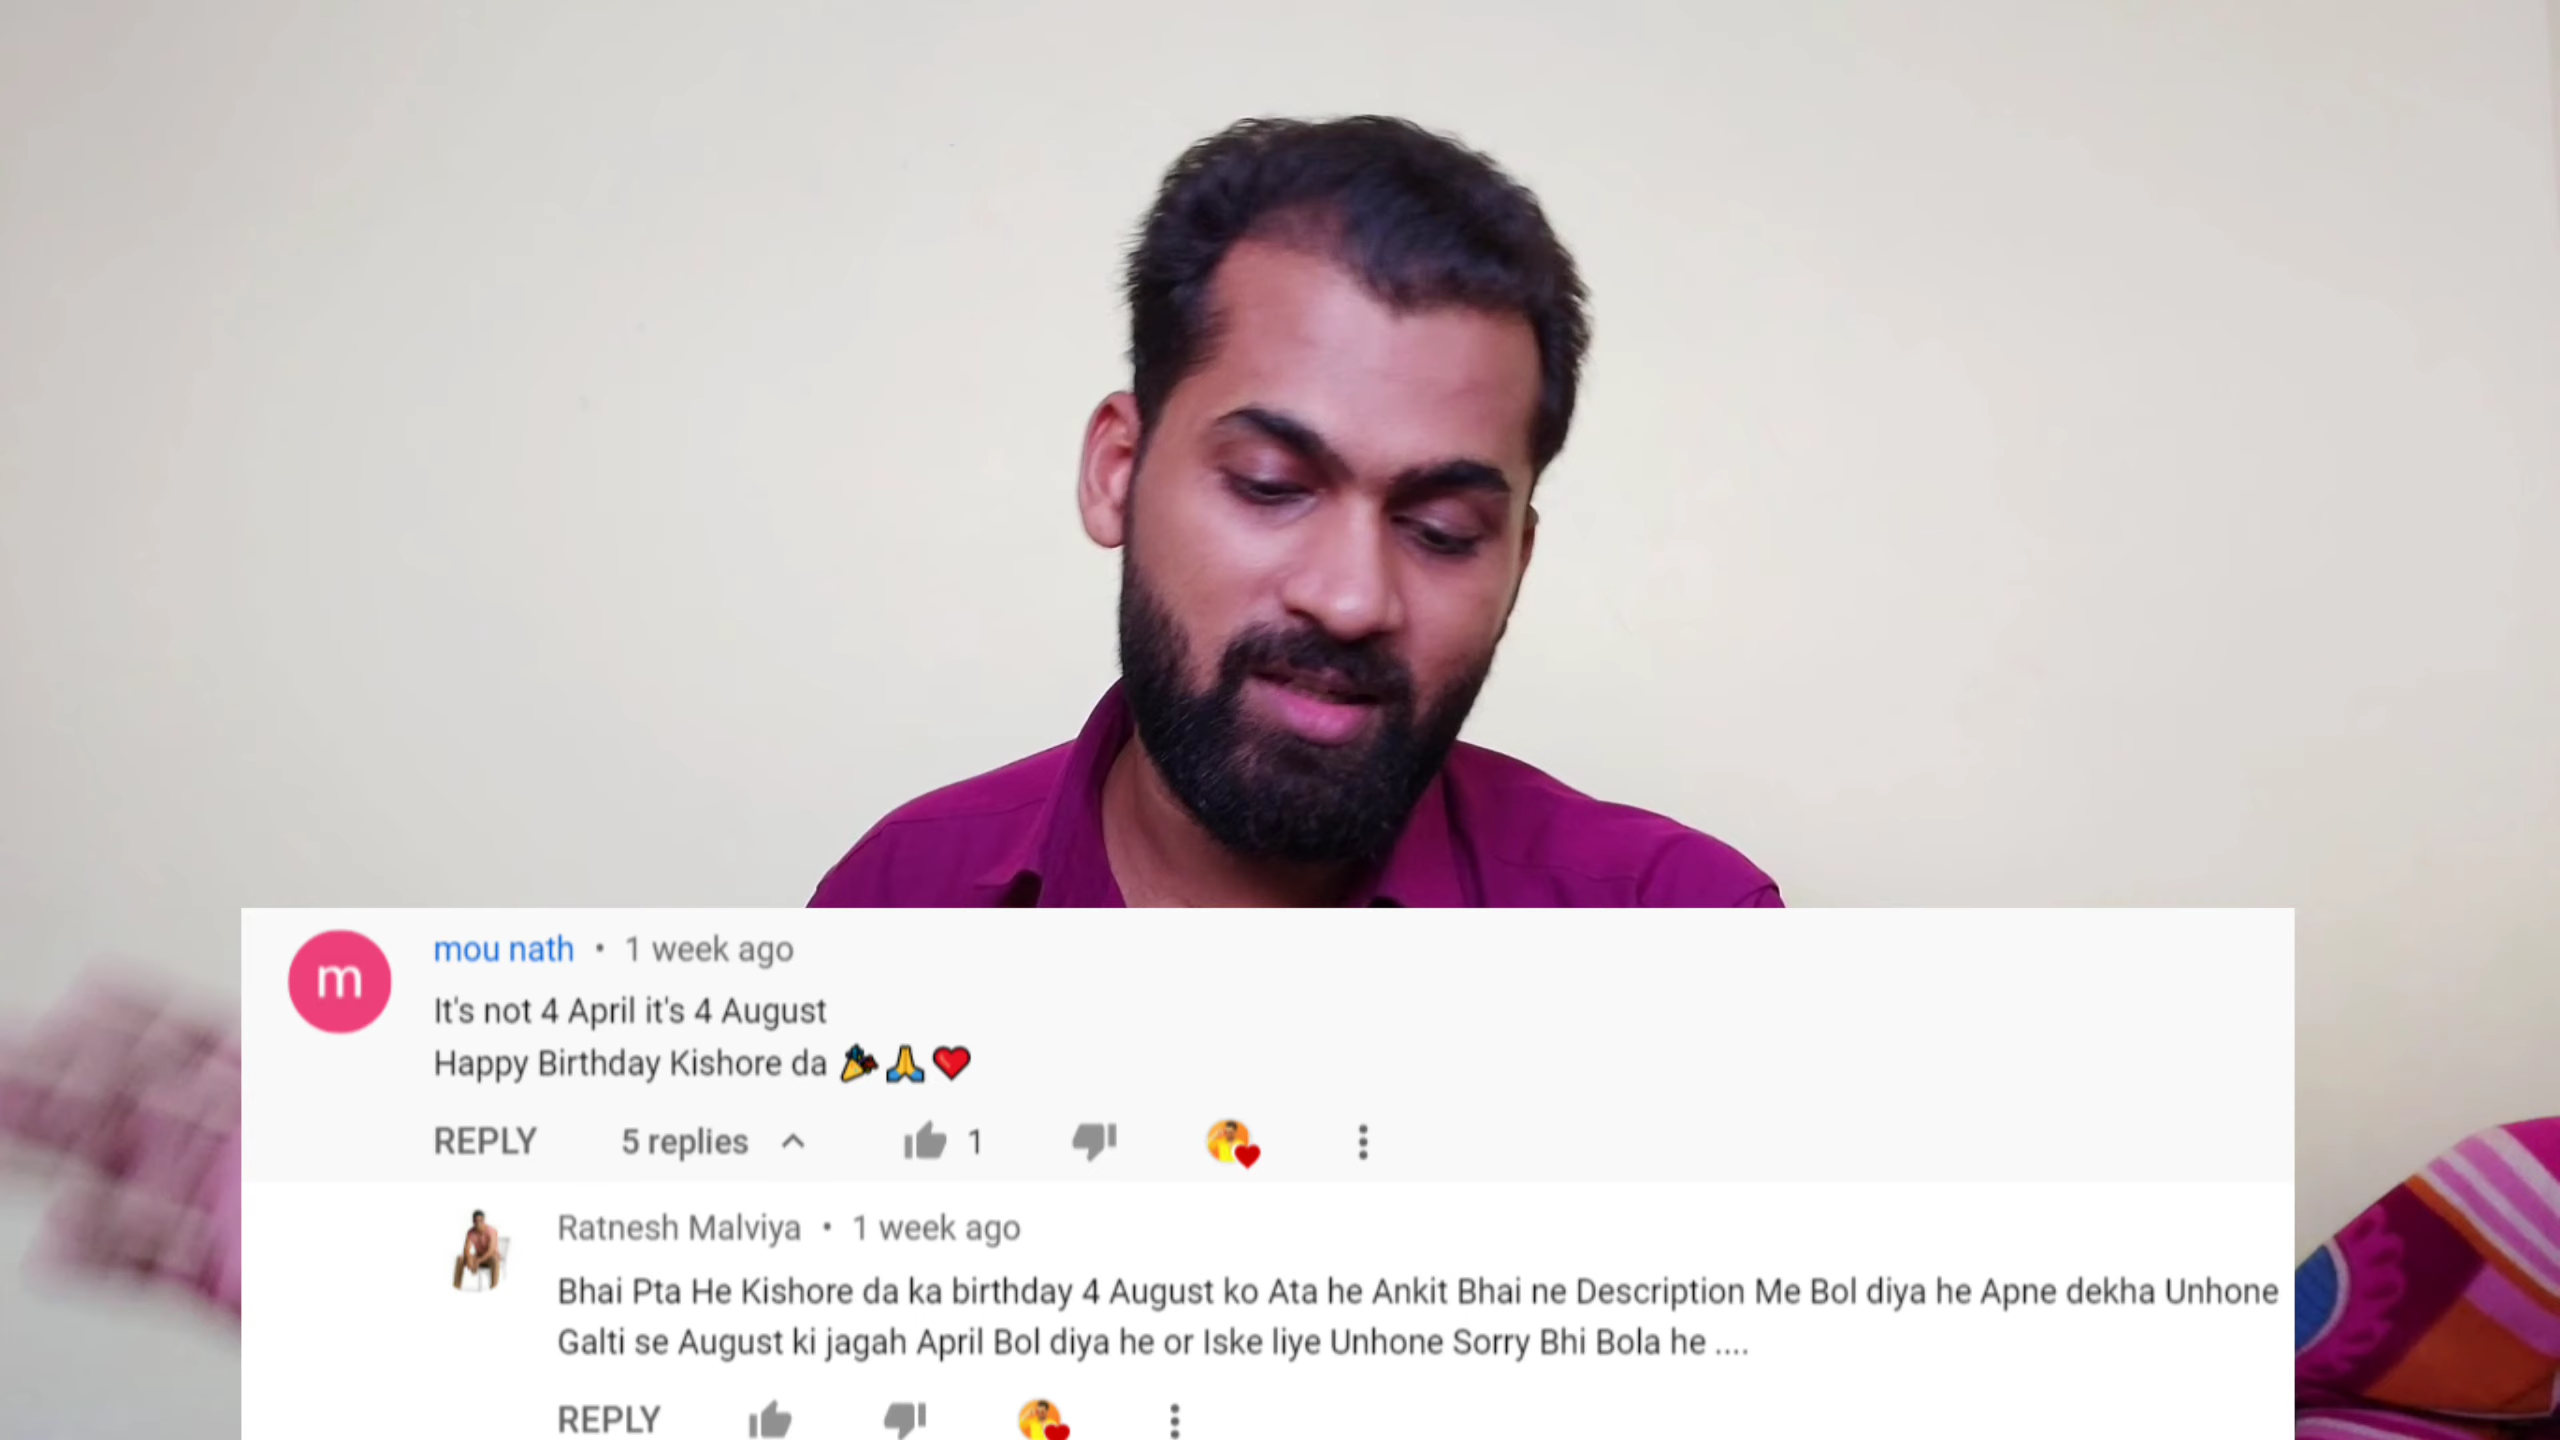 m
mou nath • 1 week ago
It's not 4 April it's 4 August
Happy Birthday Kishore da 🎉🙏❤️
REPLY 5 replies 1
Ratnesh Malviya • 1 week ago
Bhai Pta He Kishore da ka birthday 4 August ko Ata he Ankit Bhai ne Description Me Bol diya he Apne dekha Unhone
Galti se August ki jagah April Bol diya he or Iske liye Unhone Sorry Bhi Bola he ....
REPLY